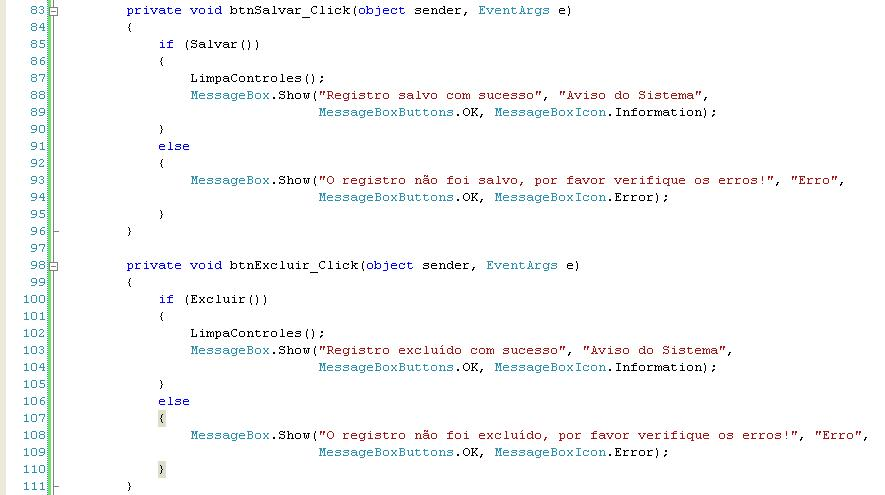 83 private void btnSalvar_Click(object sender, EventArgs e)
84 {
85 if (Salvar())
86 {
87 LimpaControles();
88 MessageBox.Show("Registro salvo com sucesso", "Aviso do Sistema",
89 MessageBoxButtons.OK, MessageBoxIcon.Information);
90 }
91 else
92 {
93 MessageBox.Show("O registro não foi salvo, por favor verifique os erros!", "Erro",
94 MessageBoxButtons.OK, MessageBoxIcon.Error);
95 }
96 }
97
98 private void btnExcluir_Click(object sender, EventArgs e)
99 {
100 if (Excluir())
101 {
102 LimpaControles();
103 MessageBox.Show("Registro excluído com sucesso", "Aviso do Sistema",
104 MessageBoxButtons.OK, MessageBoxIcon.Information);
105 }
106 else
107 {
108 MessageBox.Show("O registro não foi excluído, por favor verifique os erros!", "Erro",
109 MessageBoxButtons.OK, MessageBoxIcon.Error);
110 }
111 }